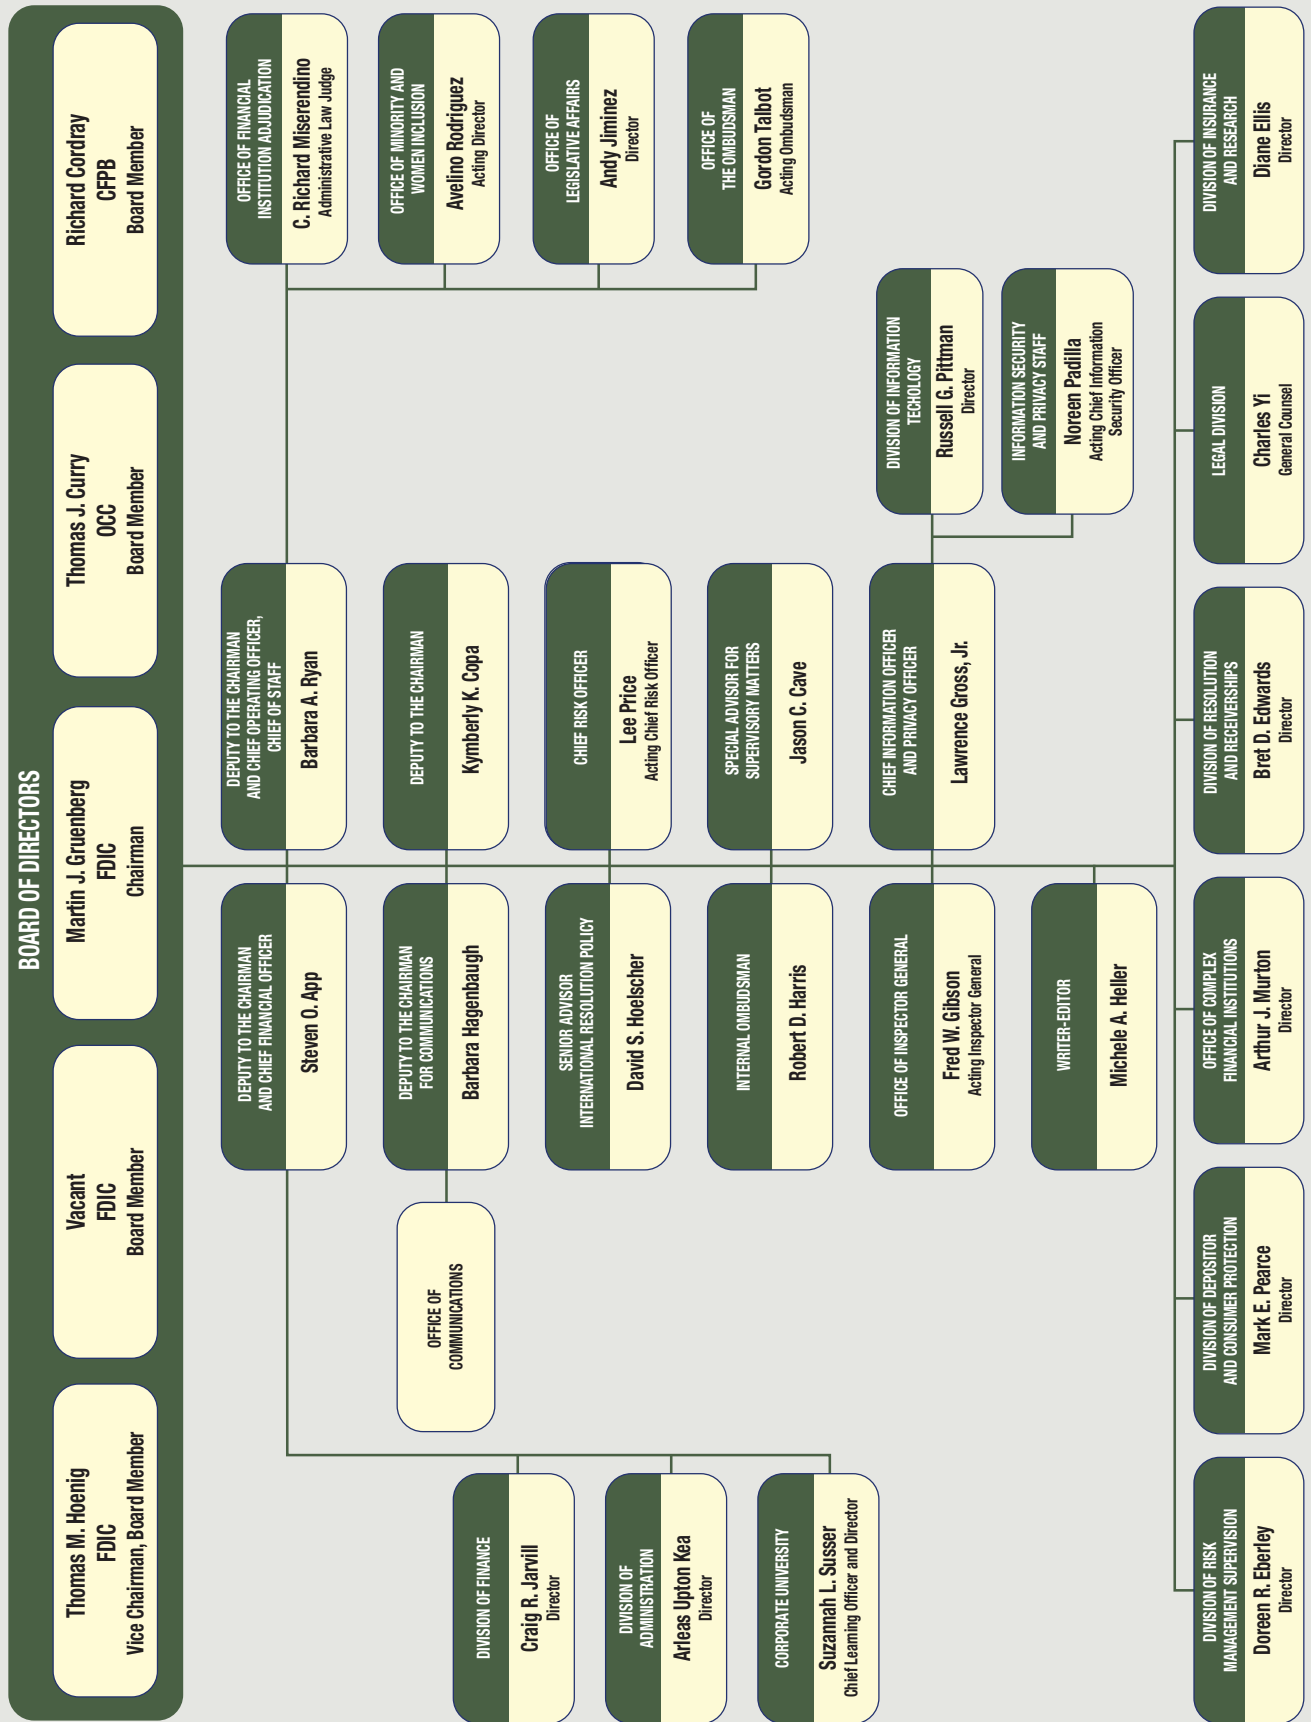 BOARD OF DIRECTORS
Thomas M. Hoenig
FDIC
Vice Chairman, Board Member
Vacant
FDIC
Board Member
Martin J. Gruenberg
FDIC
Chairman
Thomas J. Curry
OCC
Board Member
Richard Cordray
CFPB
Board Member
DEPUTY TO THE CHAIRMAN
AND CHIEF FINANCIAL OFFICER
Steven O. App
DEPUTY TO THE CHAIRMAN
AND CHIEF OPERATING OFFICER,
CHIEF OF STAFF
Barbara A. Ryan
OFFICE OF FINANCIAL
INSTITUTION ADJUDICATION
C. Richard Miserendino
Administrative Law Judge
OFFICE OF
COMMUNICATIONS
DEPUTY TO THE CHAIRMAN
FOR COMMUNICATIONS
Barbara Hagenbaugh
DEPUTY TO THE CHAIRMAN
Kymberly K. Copa
OFFICE OF MINORITY AND
WOMEN INCLUSION
Avelino Rodriguez
Acting Director
DIVISION OF FINANCE
Craig R. Jarvill
Director
SENIOR ADVISOR
INTERNATIONAL RESOLUTION POLICY
David S. Hoelscher
CHIEF RISK OFFICER
Lee Price
Acting Chief Risk Officer
OFFICE OF
LEGISLATIVE AFFAIRS
Andy Jiminez
Director
DIVISION OF
ADMINISTRATION
Arleas Upton Kea
Director
INTERNAL OMBUDSMAN
Robert D. Harris
SPECIAL ADVISOR FOR
SUPERVISORY MATTERS
Jason C. Cave
OFFICE OF
THE OMBUDSMAN
Gordon Talbot
Acting Ombudsman
CORPORATE UNIVERSITY
Suzannah L. Susser
Chief Learning Officer and Director
OFFICE OF INSPECTOR GENERAL
Fred W. Gibson
Acting Inspector General
CHIEF INFORMATION OFFICER
AND PRIVACY OFFICER
Lawrence Gross, Jr.
DIVISION OF INFORMATION
TECHOLOGY
Russell G. Pittman
Director
WRITER-EDITOR
Michele A. Heller
INFORMATION SECURITY
AND PRIVACY STAFF
Noreen Padilla
Acting Chief Information
Security Officer
DIVISION OF RISK
MANAGEMENT SUPERVISION
Doreen R. Eberley
Director
DIVISION OF DEPOSITOR
AND CONSUMER PROTECTION
Mark E. Pearce
Director
OFFICE OF COMPLEX
FINANCIAL INSTITUTIONS
Arthur J. Murton
Director
DIVISION OF RESOLUTION
AND RECEIVERSHIPS
Bret D. Edwards
Director
LEGAL DIVISION
Charles Yi
General Counsel
DIVISION OF INSURANCE
AND RESEARCH
Diane Ellis
Director